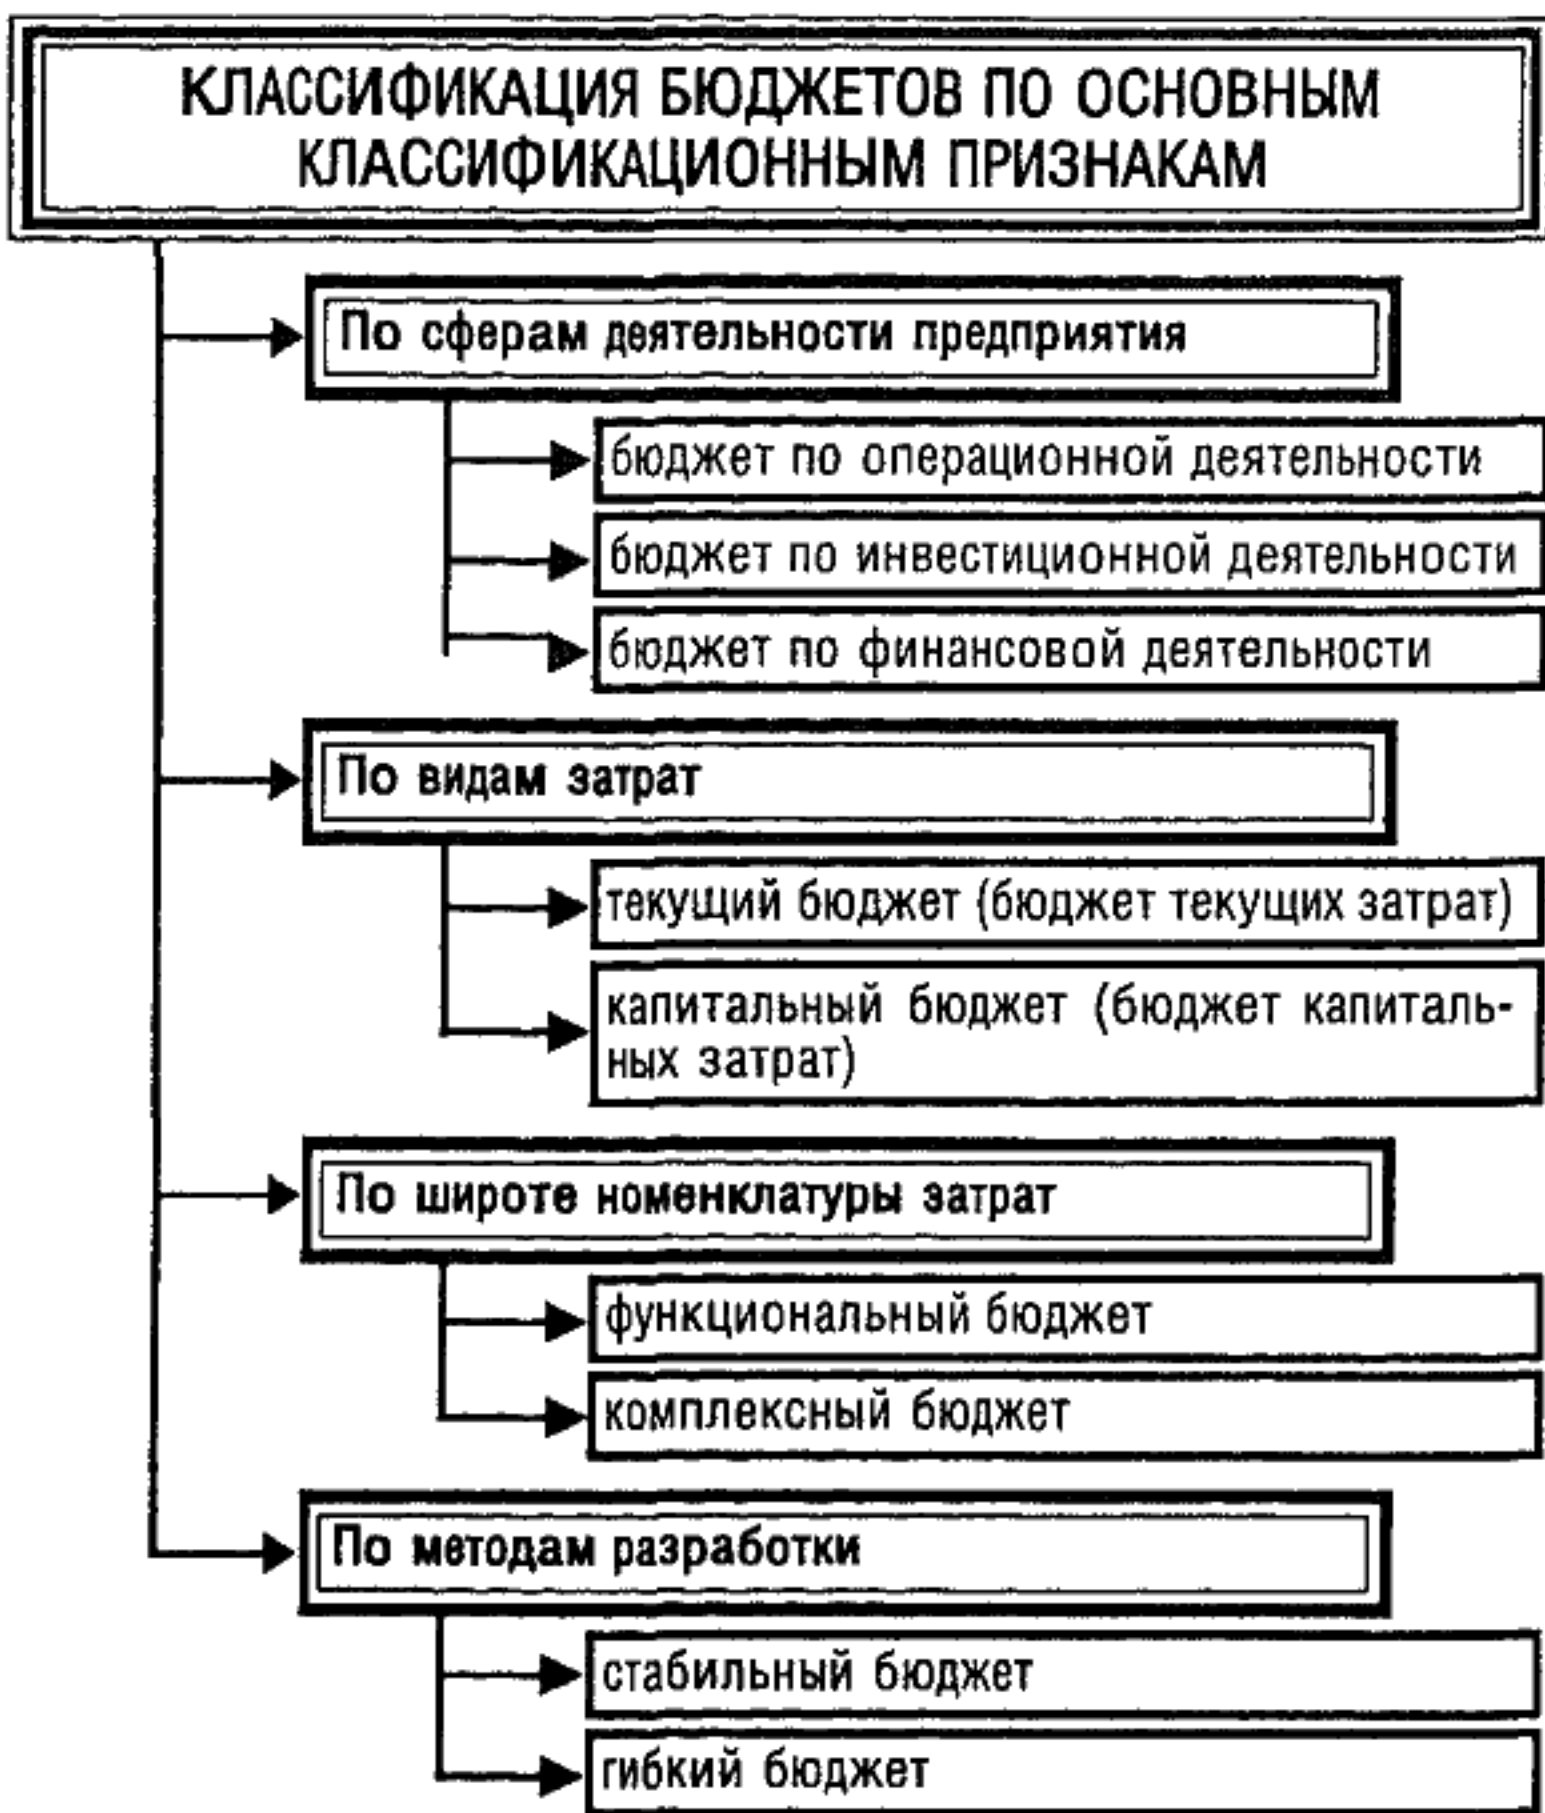 КЛАССИФИКАЦИЯ БЮДЖЕТОВ ПО ОСНОВНЫМ
КЛАССИФИКАЦИОННЫМ ПРИЗНАКАМ
По сферам деятельности предприятия
бюджет по операционной деятельности
бюджет по инвестиционной деятельности
бюджет по финансовой деятельности
По видам затрат
текущий бюджет (бюджет текущих затрат)
капитальный бюджет (бюджет капиталь-
ных затрат)
По широте номенклатуры затрат
функциональный бюджет
комплексный бюджет
По методам разработки
стабильный бюджет
гибкий бюджет